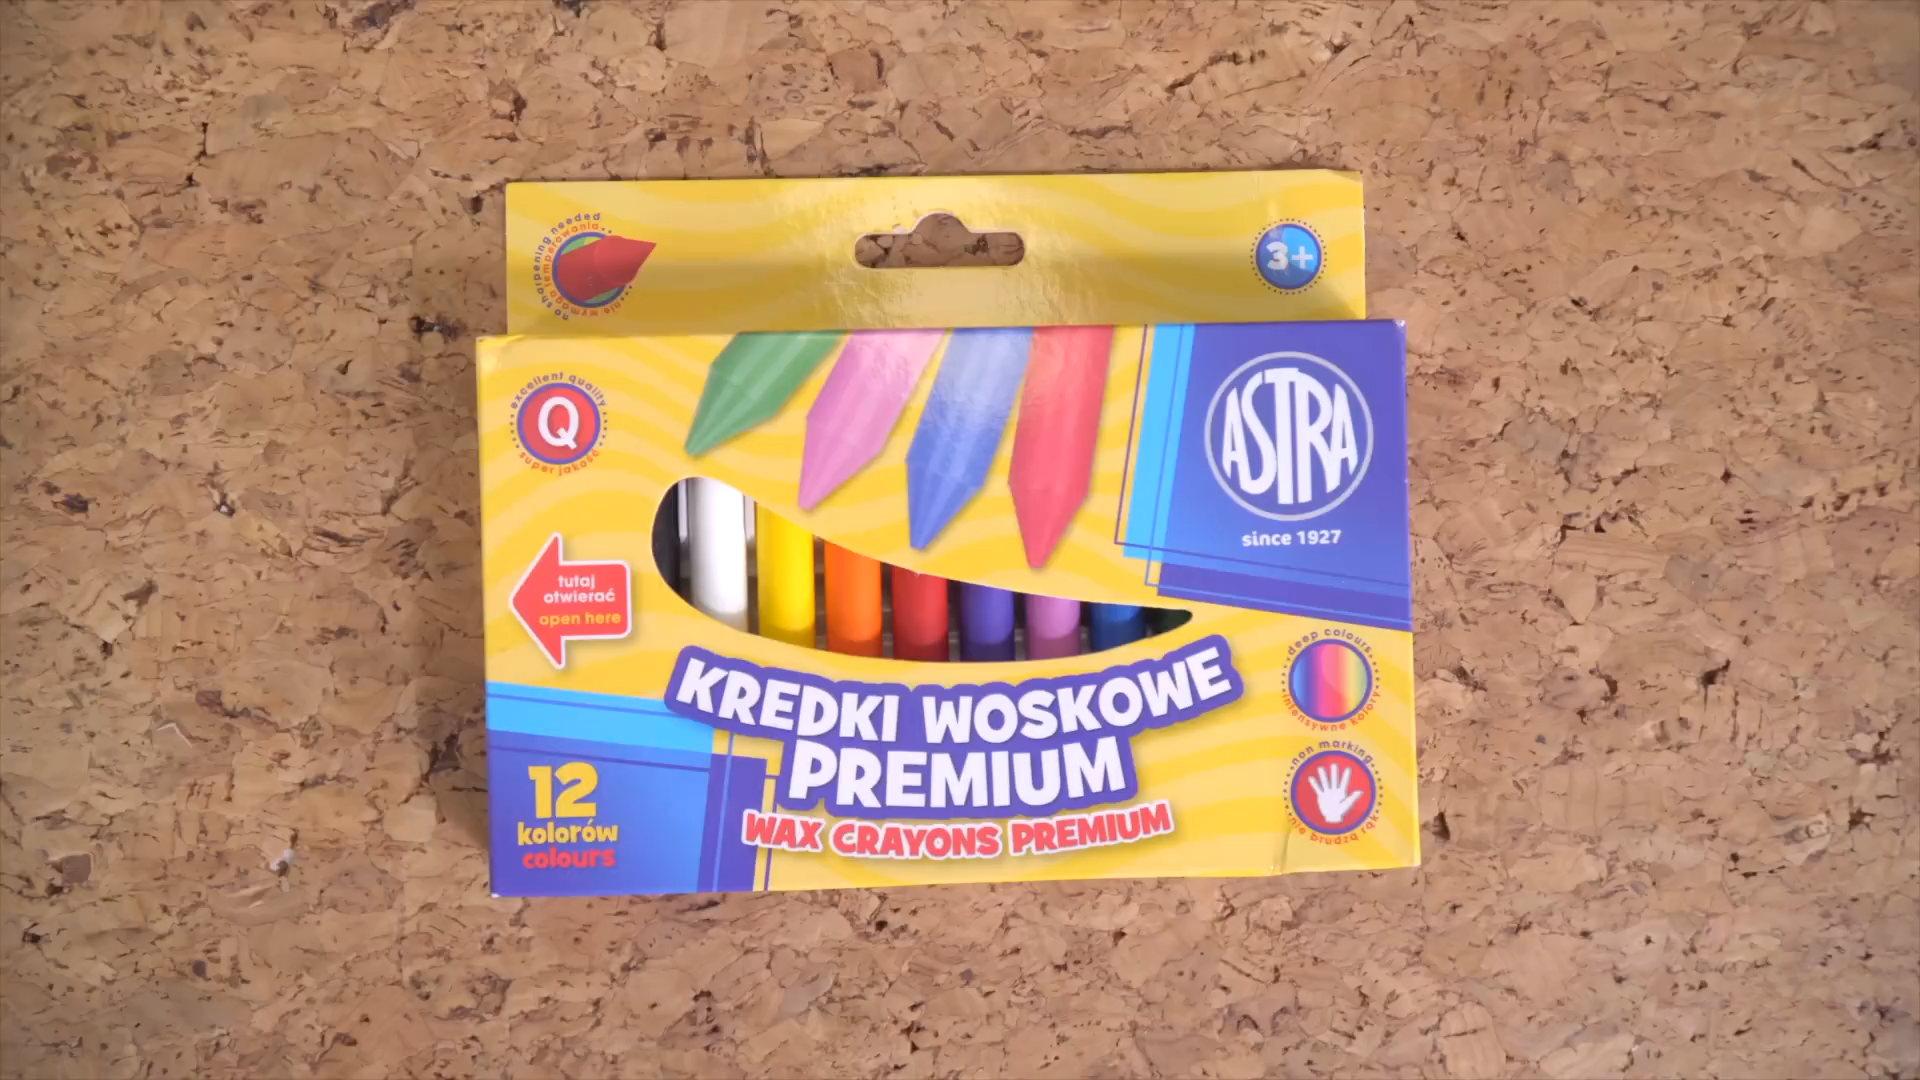 no sharpening needed
nie wymaga temperowania
3+
excellent quality
Q
super jakość
ASTRA
since 1927
tutaj
otwierać
open here
KREDKI WOSKOWE
PREMIUM
WAX CRAYONS PREMIUM
12
kolorów
colours
deep colours
intensywne kolory
non marking
nie brudzą rąk